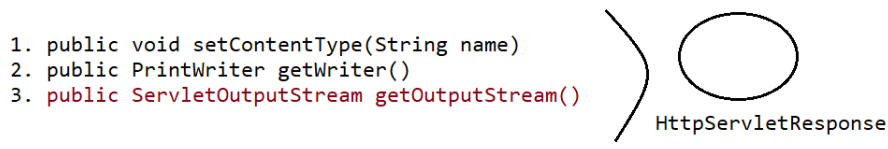 1. public void setContentType(String name)
2. public PrintWriter getWriter()
3. public ServletOutputStream getOutputStream()
HttpServletResponse